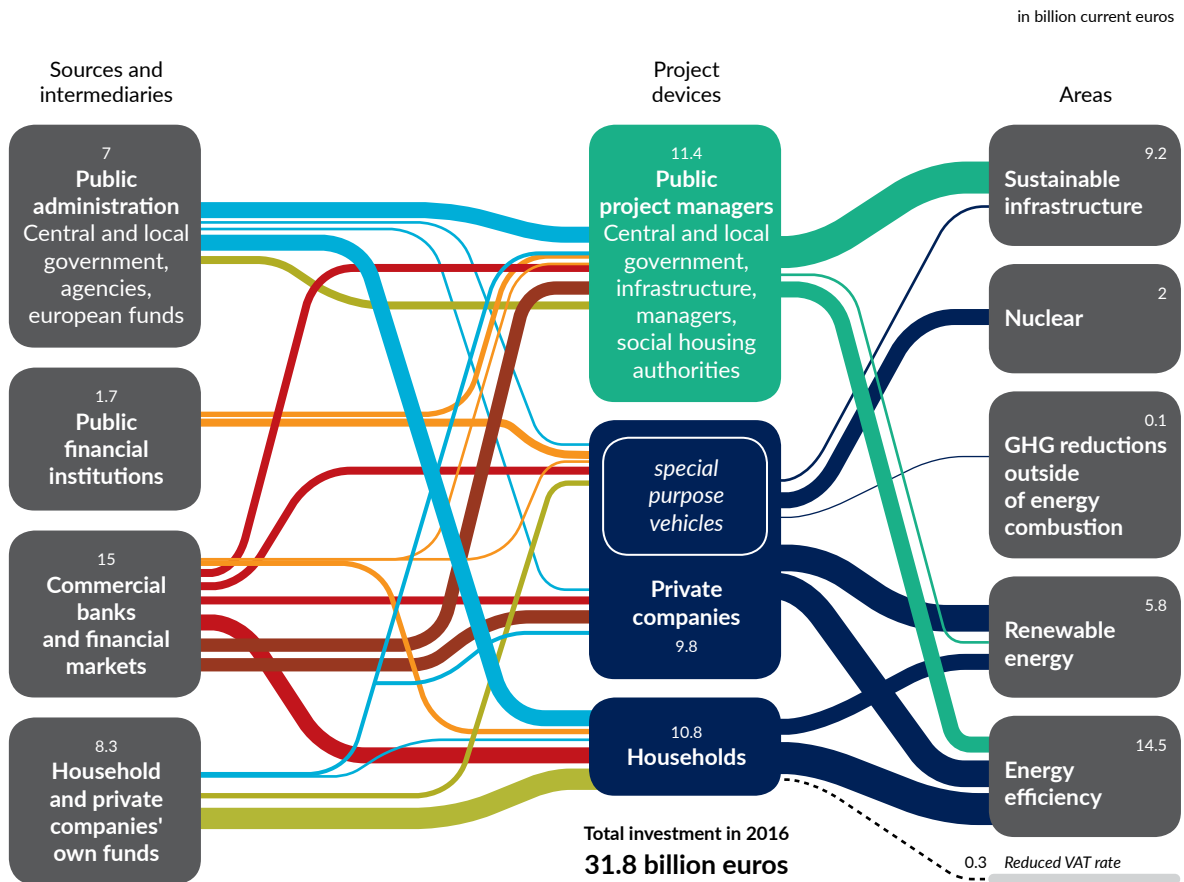 in billion current euros
Sources and
intermediaries
Project
devices
Areas
7
Public
administration
Central and local
government,
agencies,
european funds
1.7
Public
financial
institutions
15
Commercial
banks
and financial
markets
8.3
Household
and private
companies'
own funds
11.4
Public
project managers
Central and local
government,
infrastructure,
managers,
social housing
authorities
special
purpose
vehicles
Private
companies
9.8
10.8
Households
Total investment in 2016
31.8 billion euros
9.2
Sustainable
infrastructure
2
Nuclear
0.1
GHG reductions
outside
of energy
combustion
5.8
Renewable
energy
14.5
Energy
efficiency
0.3 Reduced VAT rate